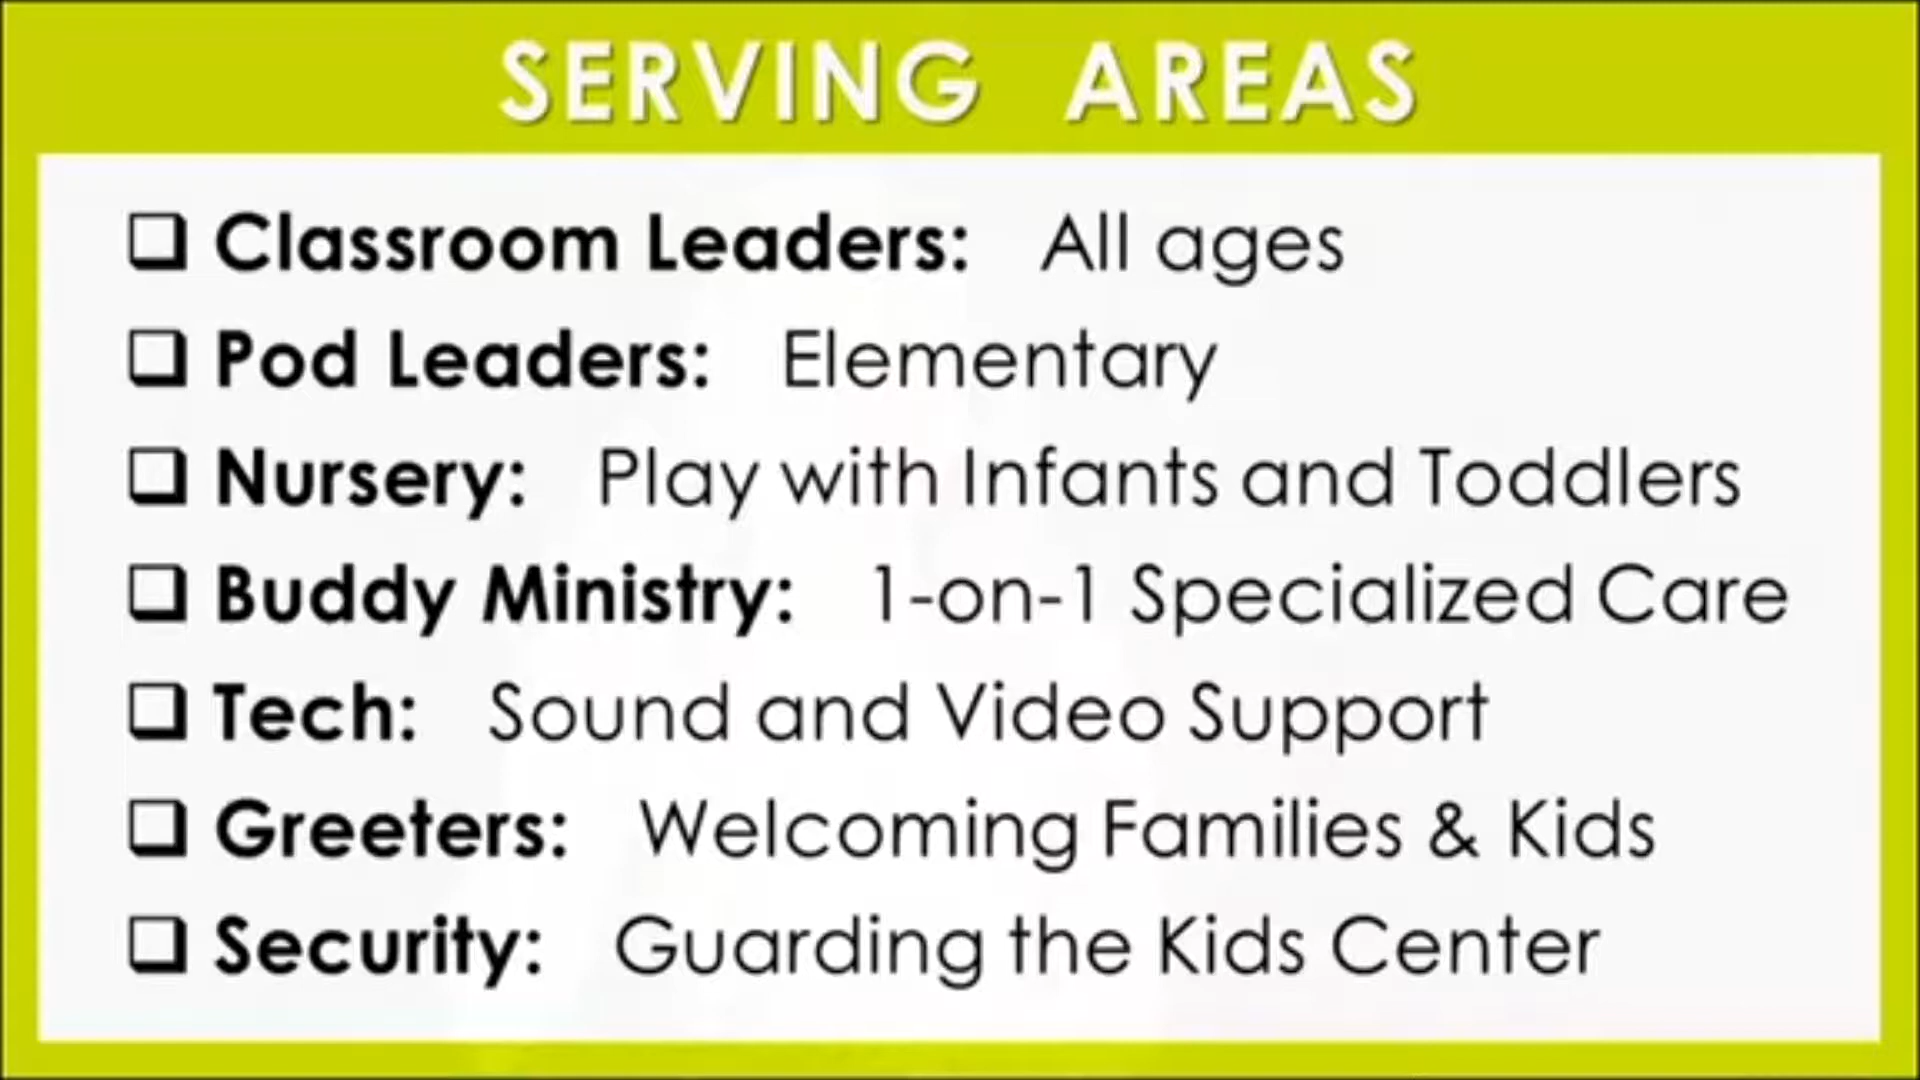 SERVING AREAS
❑ Classroom Leaders: All ages
❑ Pod Leaders: Elementary
❑ Nursery: Play with Infants and Toddlers
❑ Buddy Ministry: 1-on-1 Specialized Care
❑ Tech: Sound and Video Support
❑ Greeters: Welcoming Families & Kids
❑ Security: Guarding the Kids Center